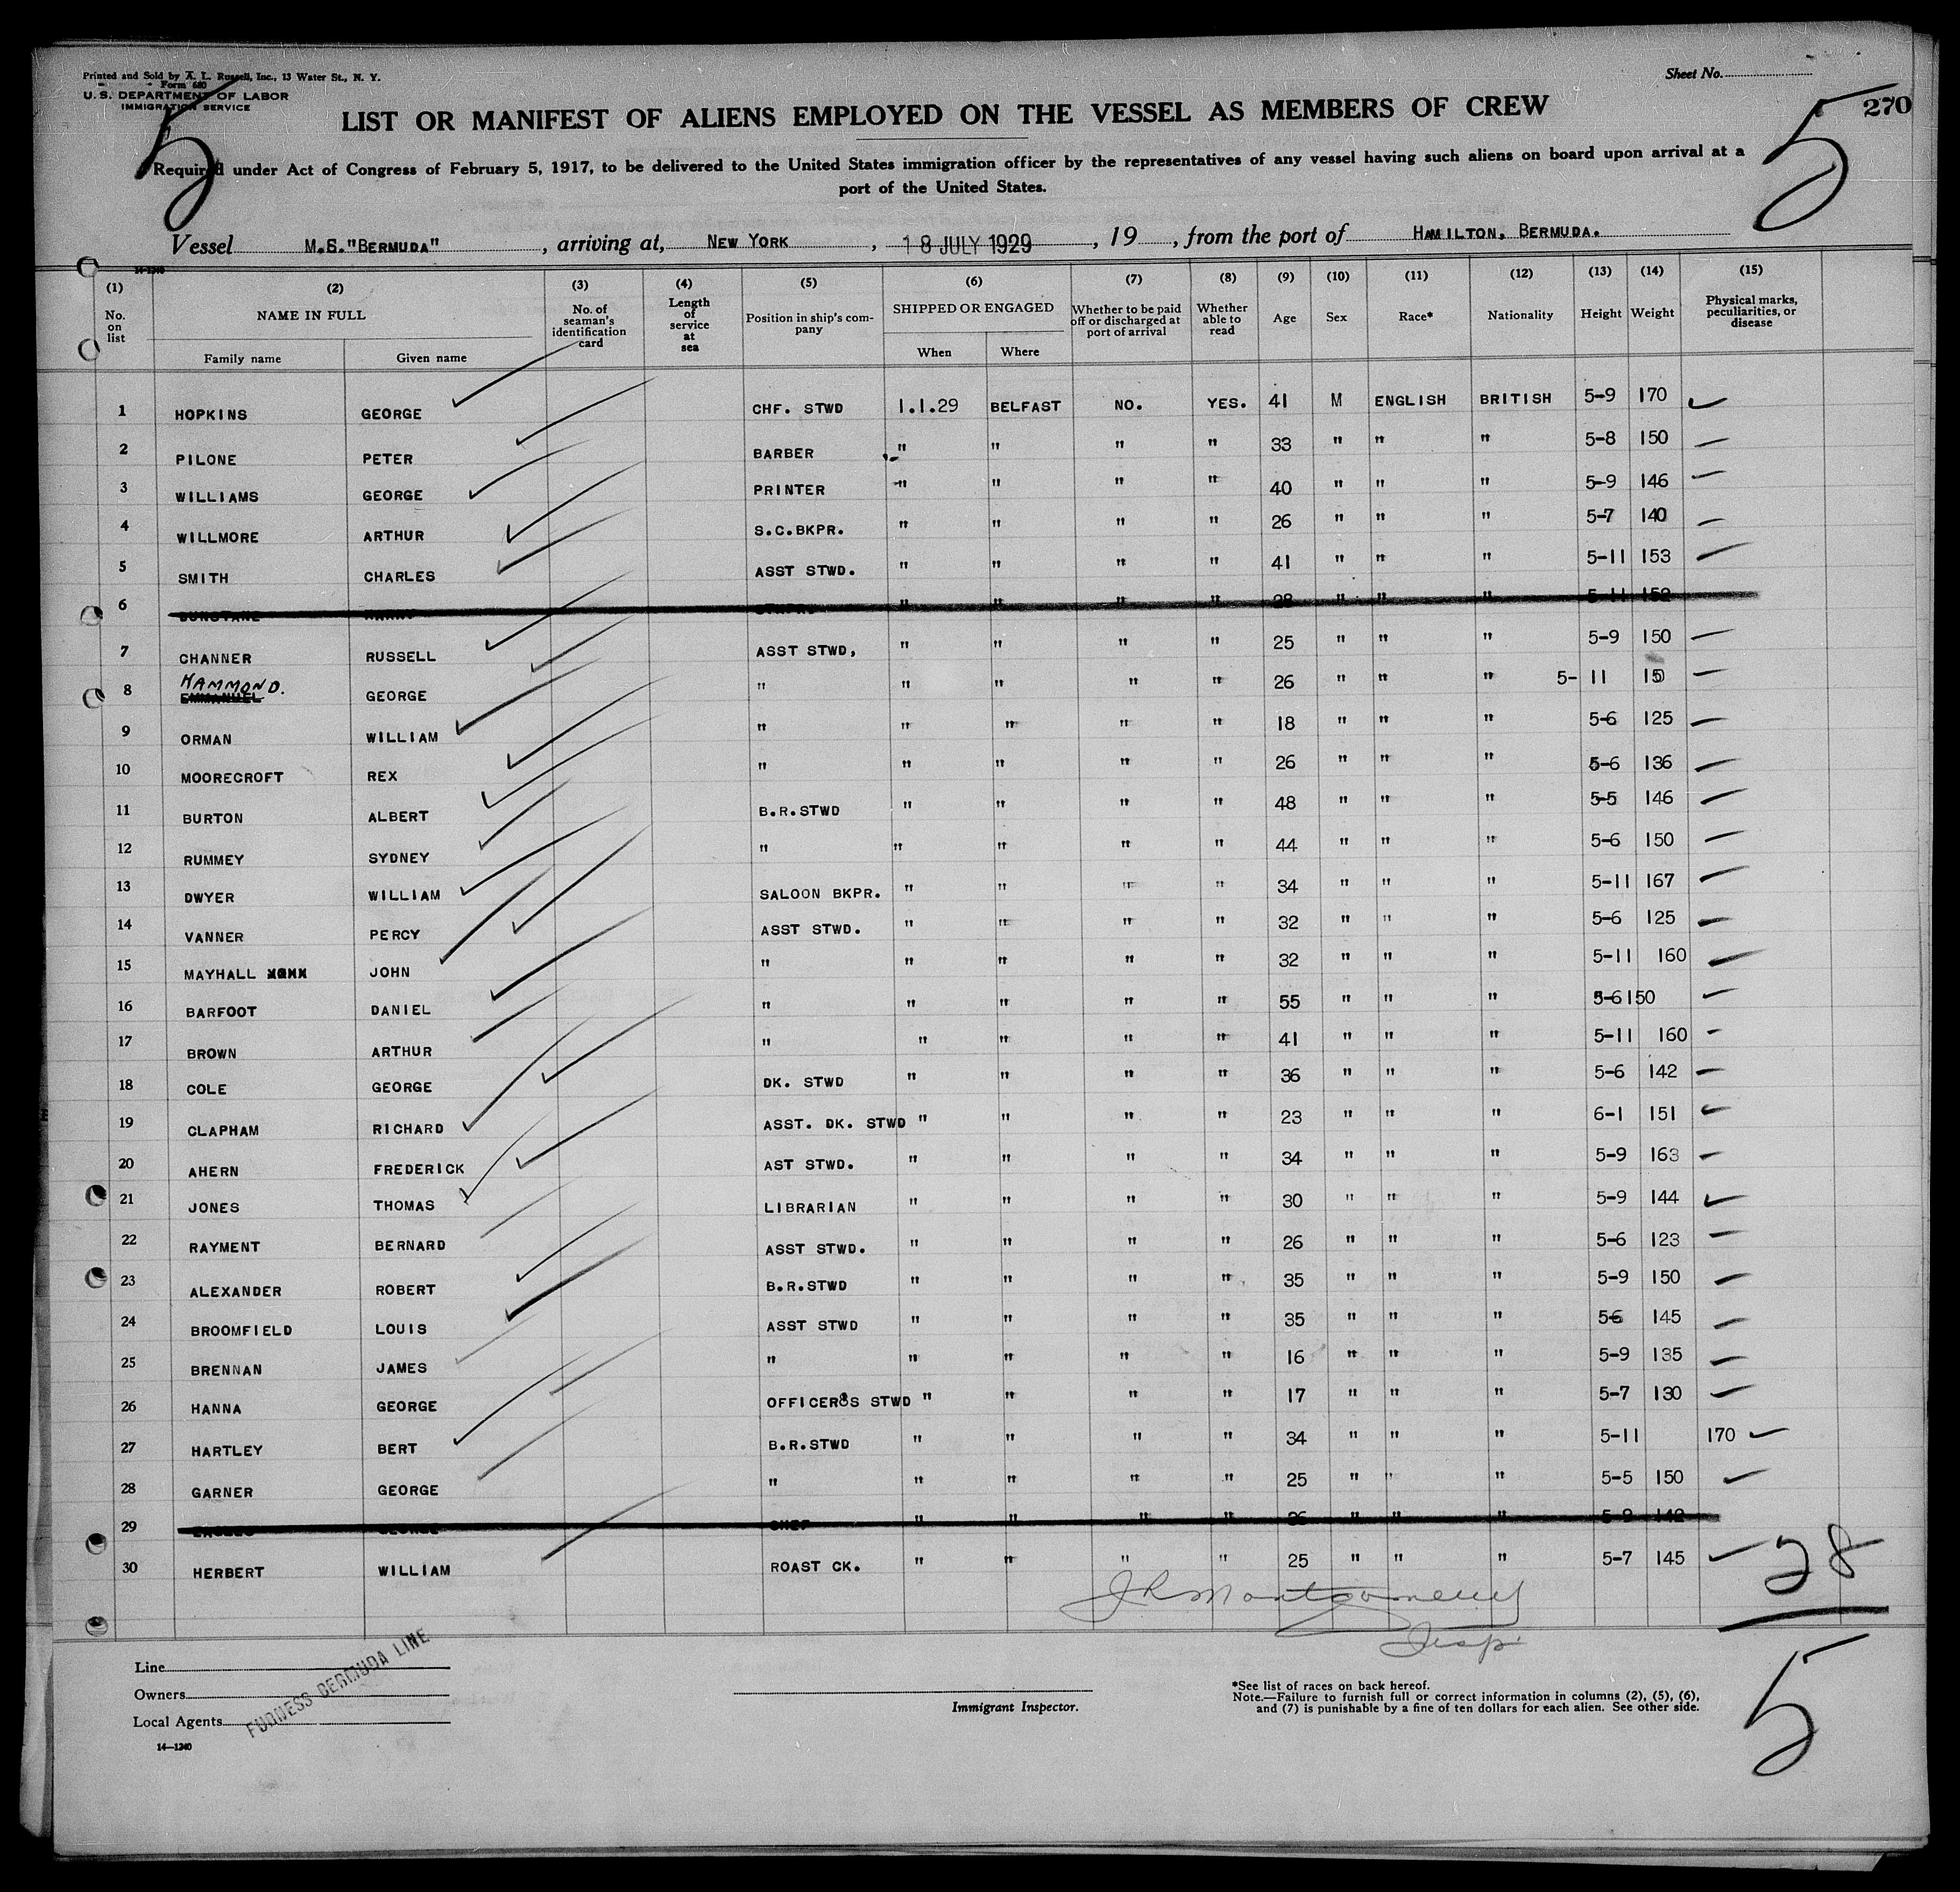 Printed and Sold by A. L. Russell, Inc., 13 Water St., N. Y.
" " Form 680
U. S. DEPARTMENT OF LABOR
IMMIGRATION SERVICE
Sheet No.
5
5
270
LIST OR MANIFEST OF ALIENS EMPLOYED ON THE VESSEL AS MEMBERS OF CREW
Required under Act of Congress of February 5, 1917, to be delivered to the United States immigration officer by the representatives of any vessel having such aliens on board upon arrival at a
port of the United States.
Vessel M.S."BERMUDA", arriving at, NEW YORK, 18 JULY 1929, 19, from the port of HAMILTON, BERMUDA.
14-1240
(1) (2) (3) (4) (5) (6) (7) (8) (9) (10) (11) (12) (13) (14) (15)
No. on list NAME IN FULL Family name Given name No. of seaman's identification card Length of service at sea Position in ship's company SHIPPED OR ENGAGED When Where Whether to be paid off or discharged at port of arrival Whether able to read Age Sex Race* Nationality Height Weight Physical marks, peculiarities, or disease
1 HOPKINS GEORGE CHF. STWD 1.1.29 BELFAST NO. YES. 41 M ENGLISH BRITISH 5-9 170
2 PILONE PETER BARBER " " " " 33 " " " 5-8 150
3 WILLIAMS GEORGE PRINTER " " " " 40 " " " 5-9 146
4 WILLMORE ARTHUR S.C.BKPR. " " " " 26 " " " 5-7 140
5 SMITH CHARLES ASST STWD. " " " " 41 " " " 5-11 153
6 " " " " 28 " " " 5-11 152
7 CHANNER RUSSELL ASST STWD, " " " " 25 " " " 5-9 150
HAMMOND.
8 EMMANUEL GEORGE " " " " " 26 " " " 5-11 150
9 ORMAN WILLIAM " " " " " 18 " " " 5-6 125
10 MOORECROFT REX " " " " " 26 " " " 5-6 136
11 BURTON ALBERT B.R.STWD " " " " 48 " " " 5-5 146
12 RUMMEY SYDNEY " " " " " 44 " " " 5-6 150
13 DWYER WILLIAM SALOON BKPR. " " " " 34 " " " 5-11 167
14 VANNER PERCY ASST STWD. " " " " 32 " " " 5-6 125
15 MAYHALL JOHN " " " " " 32 " " " 5-11 160
16 BARFOOT DANIEL " " " " " 55 " " " 5-6 150
17 BROWN ARTHUR " " " " " 41 " " " 5-11 160
18 COLE GEORGE DK. STWD " " " " 36 " " " 5-6 142
19 CLAPHAM RICHARD ASST. DK. STWD " " " " 23 " " " 6-1 151
20 AHERN FREDERICK AST STWD. " " " " 34 " " " 5-9 163
21 JONES THOMAS LIBRARIAN " " " " 30 " " " 5-9 144
22 RAYMENT BERNARD ASST STWD. " " " " 26 " " " 5-6 123
23 ALEXANDER ROBERT B.R.STWD " " " " 35 " " " 5-9 150
24 BROOMFIELD LOUIS ASST STWD " " " " 35 " " " 56 145
25 BRENNAN JAMES " " " " " 16 " " " 5-9 135
26 HANNA GEORGE OFFICER8S STWD " " " " 17 " " " 5-7 130
27 HARTLEY BERT B.R.STWD " " " " 34 " " " 5-11 170
28 GARNER GEORGE " " " " " 25 " " " 5-5 150
29 GEORGE CHEF " " " " 36 " " " 5-9 142
30 HERBERT WILLIAM ROAST CK. " " " " 25 " " " 5-7 145
28
J R Montgomery
Insp.
5
Line
Owners
Local Agents
FURNESS BERMUDA LINE
14—1240
Immigrant Inspector.
*See list of races on back hereof.
Note.—Failure to furnish full or correct information in columns (2), (5), (6),
and (7) is punishable by a fine of ten dollars for each alien. See other side.